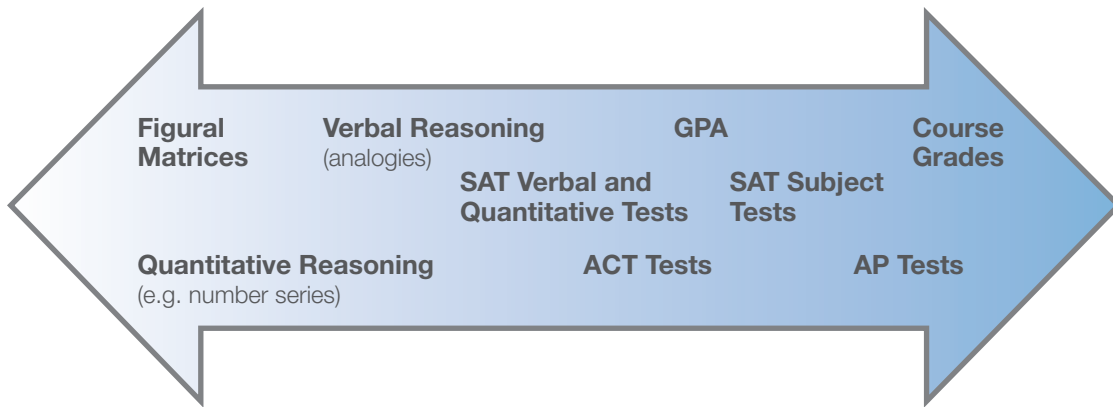 Figural
Matrices
Verbal Reasoning
(analogies)
GPA
Course
Grades
SAT Verbal and
Quantitative Tests
SAT Subject
Tests
Quantitative Reasoning
(e.g. number series)
ACT Tests
AP Tests